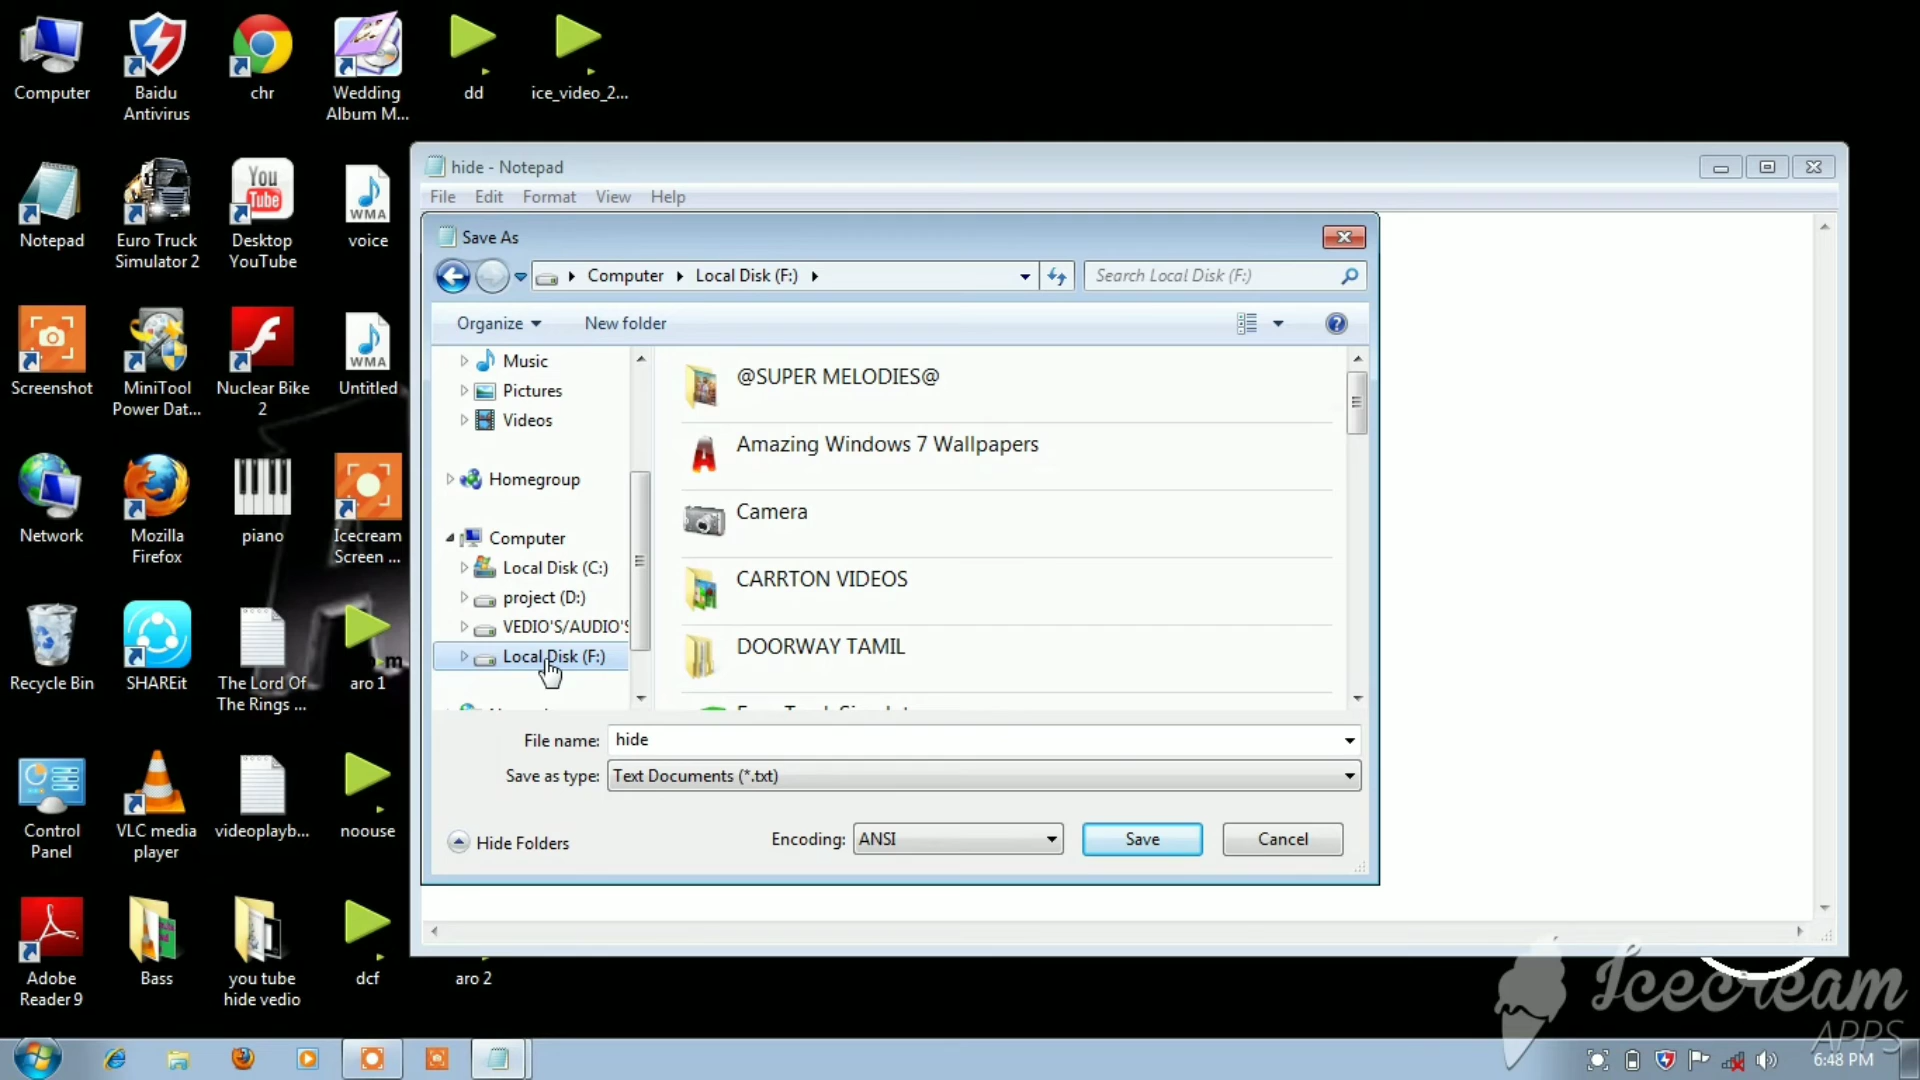 Computer
Baidu
Antivirus
chr
Wedding
Album M...
dd
ice_video_2...
Notepad
Euro Truck
Simulator 2
You
Tube
Desktop
YouTube
WMA
voice
Screenshot
MiniTool
Power Dat...
Nuclear Bike
2
WMA
Untitled
Network
Mozilla
Firefox
piano
Icecream
Screen ...
Recycle Bin
SHAREit
The Lord Of
The Rings ...
aro 1
Control
Panel
VLC media
player
videoplayb...
noouse
Adobe
Reader 9
Bass
you tube
hide vedio
dcf
aro 2
hide - Notepad
File Edit Format View Help
Save As
Computer Local Disk (F:)
Search Local Disk (F:)
Organize New folder
Music
Pictures
Videos
Homegroup
Computer
Local Disk (C:)
project (D:)
VEDIO'S/AUDIO'S
Local Disk (F:)
@SUPER MELODIES@
Amazing Windows 7 Wallpapers
Camera
CARRTON VIDEOS
DOORWAY TAMIL
File name: hide
Save as type: Text Documents (*.txt)
Hide Folders
Encoding: ANSI
Save
Cancel
Icecream
APPS
6:48 PM